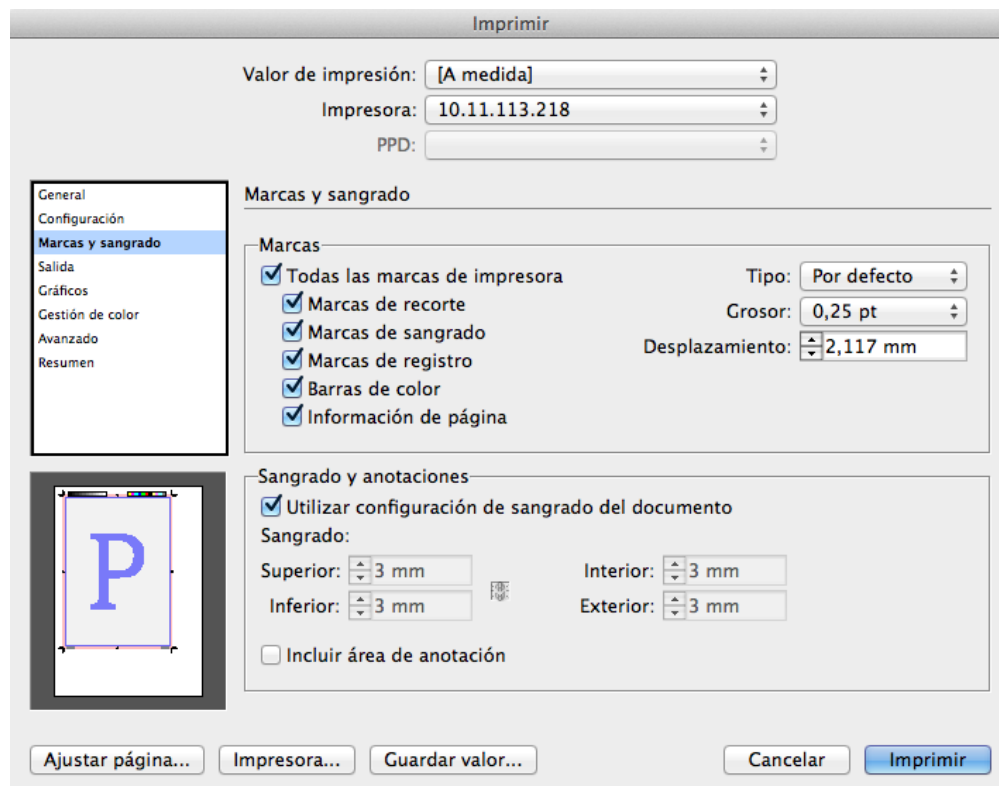 Imprimir
Valor de impresión: [A medida]
Impresora: 10.11.113.218
PPD:
General
Configuración
Marcas y sangrado
Salida
Gráficos
Gestión de color
Avanzado
Resumen
Marcas y sangrado
Marcas
Todas las marcas de impresora
Marcas de recorte
Marcas de sangrado
Marcas de registro
Barras de color
Información de página
Tipo: Por defecto
Grosor: 0,25 pt
Desplazamiento: 2,117 mm
P
Sangrado y anotaciones
Utilizar configuración de sangrado del documento
Sangrado:
Superior: 3 mm
Interior: 3 mm
Inferior: 3 mm
Exterior: 3 mm
Incluir área de anotación
Ajustar página...
Impresora...
Guardar valor...
Cancelar
Imprimir